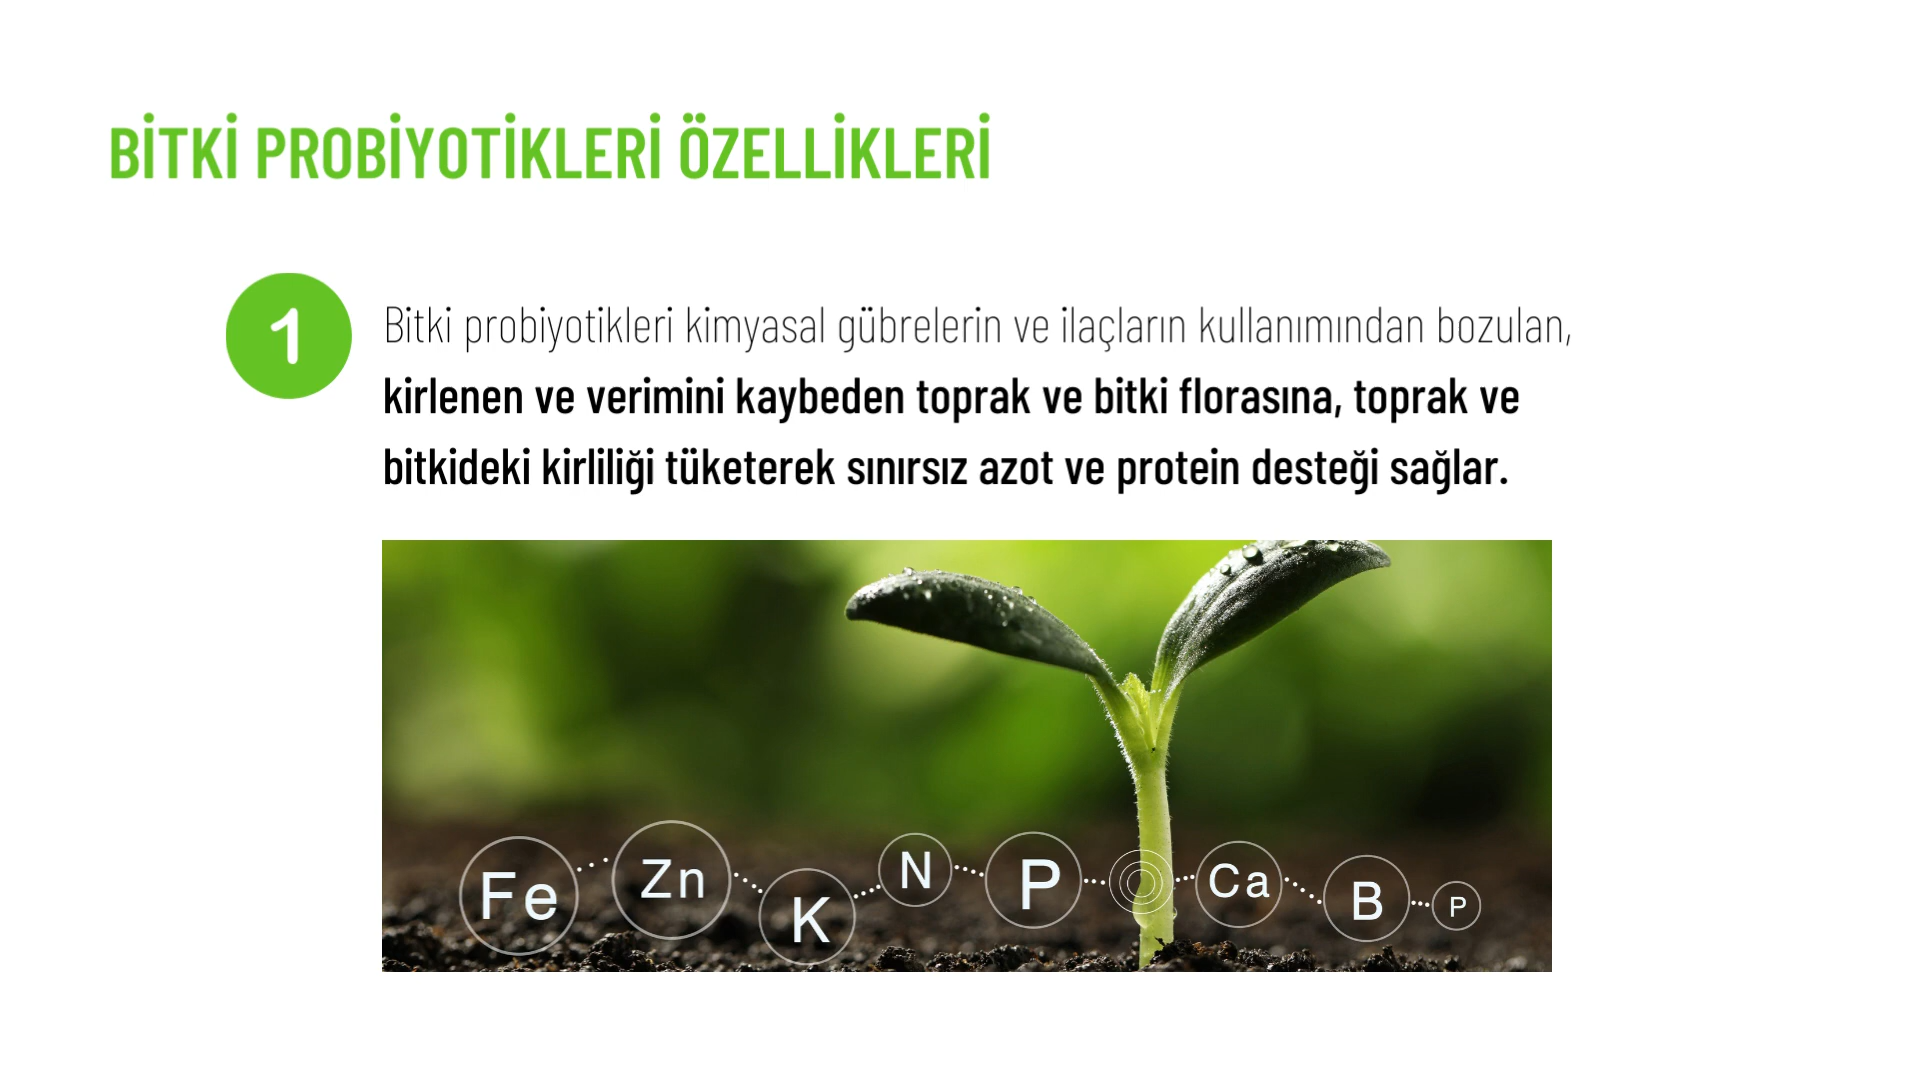 BİTKİ PROBİYOTİKLERİ ÖZELLİKLERİ
1
Bitki probiyotikleri kimyasal gübrelerin ve ilaçların kullanımından bozulan,
kirlenen ve verimini kaybeden toprak ve bitki florasına, toprak ve
bitkideki kirliliği tüketerek sınırsız azot ve protein desteği sağlar.
Fe Zn K N P Ca B P